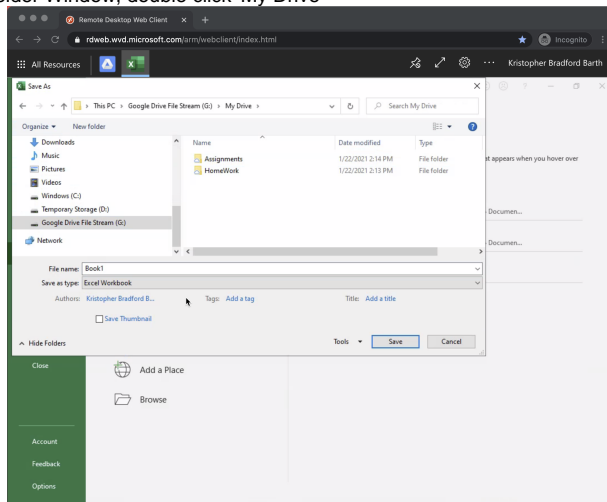 older Window, double click 'My Drive'
Remote Desktop Web Client
rdweb.wvd.microsoft.com/arm/webclient/index.html
Incognito
All Resources
Kristopher Bradford Barth
Save As
This PC > Google Drive File Stream (G:) > My Drive >
Search My Drive
Organize
New folder
Name Date modified Type
Downloads
Music
Pictures
Videos
Windows (C:)
Temporary Storage (D:)
Google Drive File Stream (G:)
Network
Assignments 1/22/2021 2:14 PM File folder
HomeWork 1/22/2021 2:13 PM File folder
at appears when you hover over
Documen...
Documen...
File name: Book1
Save as type: Excel Workbook
Authors: Kristopher Bradford B... Tags: Add a tag Title: Add a title
Save Thumbnail
Hide Folders
Tools Save Cancel
Close
Add a Place
Browse
Account
Feedback
Options